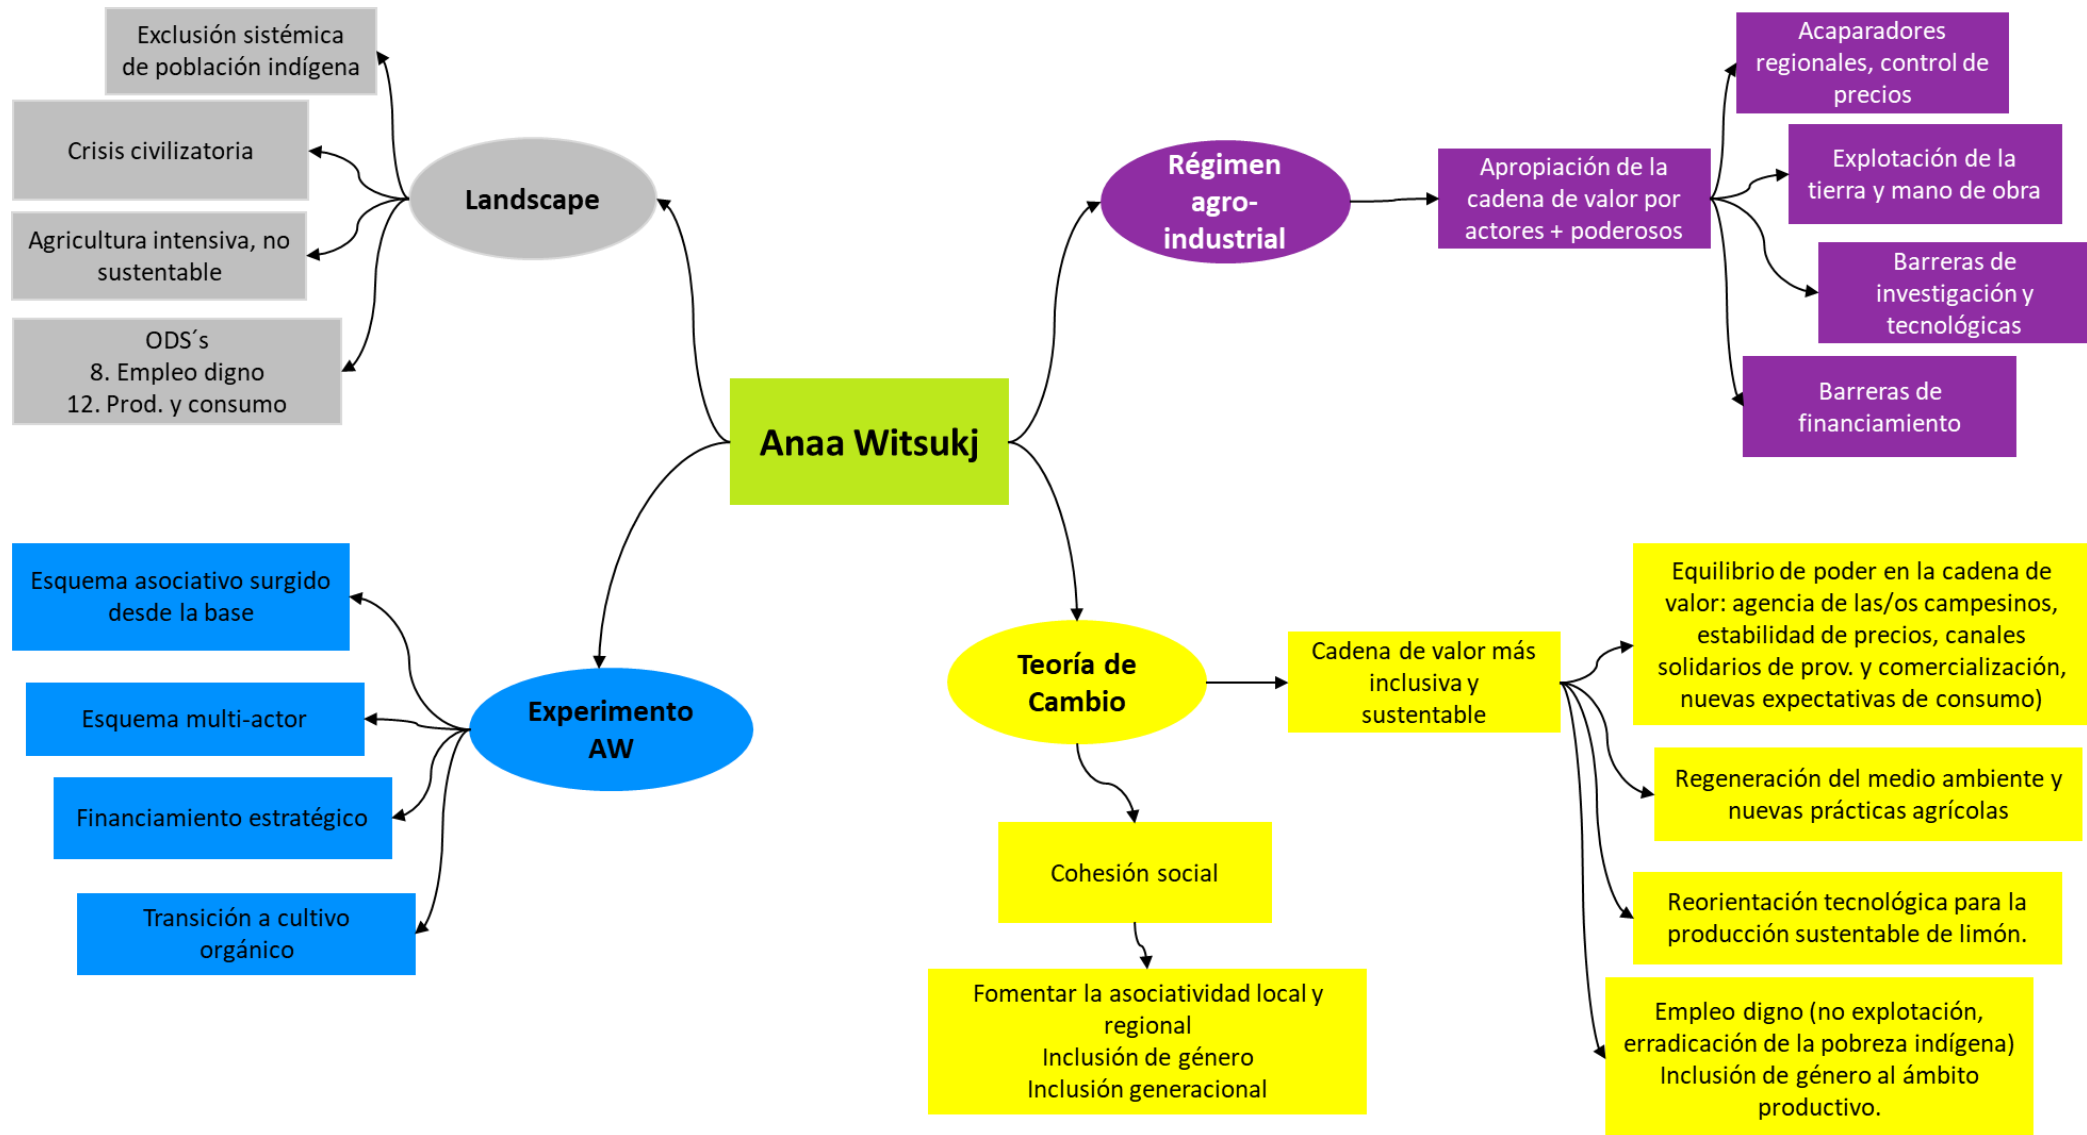 Exclusión sistémica
de población indígena
Crisis civilizatoria
Agricultura intensiva, no
sustentable
ODS´s
8. Empleo digno
12. Prod. y consumo
Landscape
Régimen
agro-
industrial
Apropiación de la
cadena de valor por
actores + poderosos
Acaparadores
regionales, control de
precios
Explotación de la
tierra y mano de obra
Barreras de
investigación y
tecnológicas
Barreras de
financiamiento
Anaa Witsukj
Esquema asociativo surgido
desde la base
Esquema multi-actor
Financiamiento estratégico
Transición a cultivo
orgánico
Experimento
AW
Teoría de
Cambio
Cadena de valor más
inclusiva y
sustentable
Equilibrio de poder en la cadena de
valor: agencia de las/os campesinos,
estabilidad de precios, canales
solidarios de prov. y comercialización,
nuevas expectativas de consumo)
Regeneración del medio ambiente y
nuevas prácticas agrícolas
Reorientación tecnológica para la
producción sustentable de limón.
Empleo digno (no explotación,
erradicación de la pobreza indígena)
Inclusión de género al ámbito
productivo.
Cohesión social
Fomentar la asociatividad local y
regional
Inclusión de género
Inclusión generacional